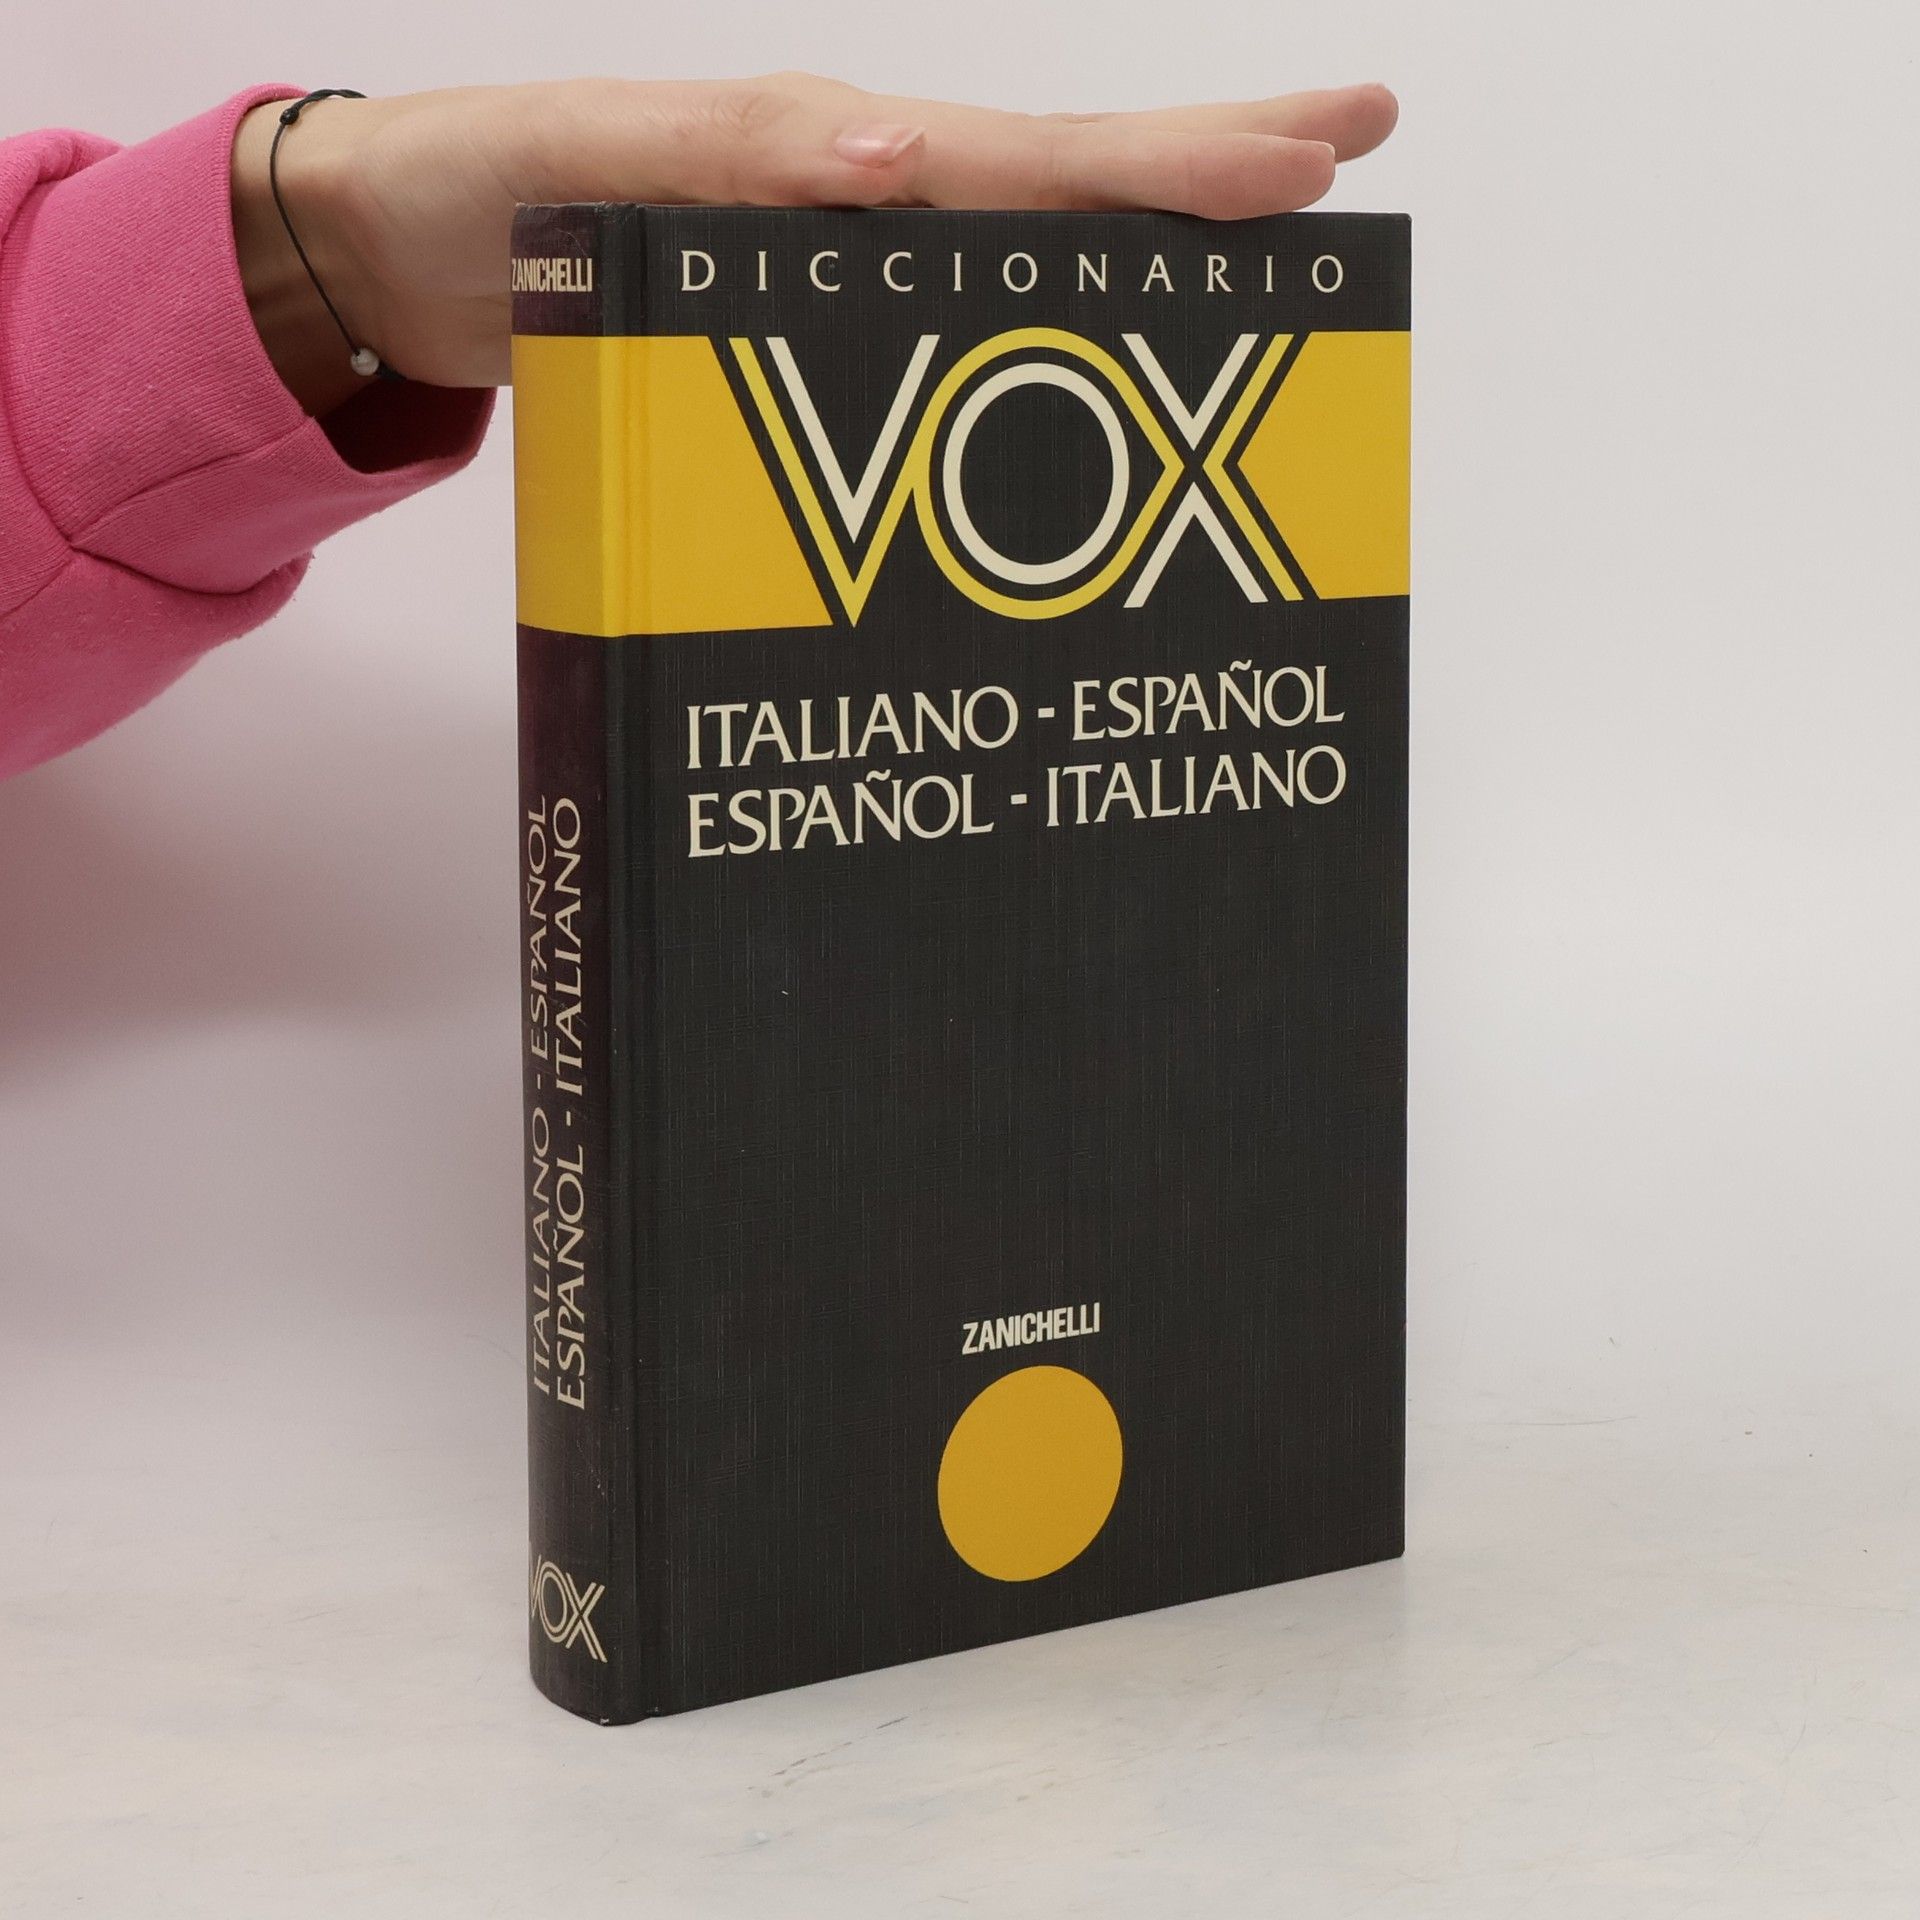 DICCIONARIO
VOX
ITALIANO - ESPAÑOL
ESPAÑOL - ITALIANO
ZANICHELLI
ZANICHELLI
ITALIANO - ESPAÑOL
ESPAÑOL - ITALIANO
VOX